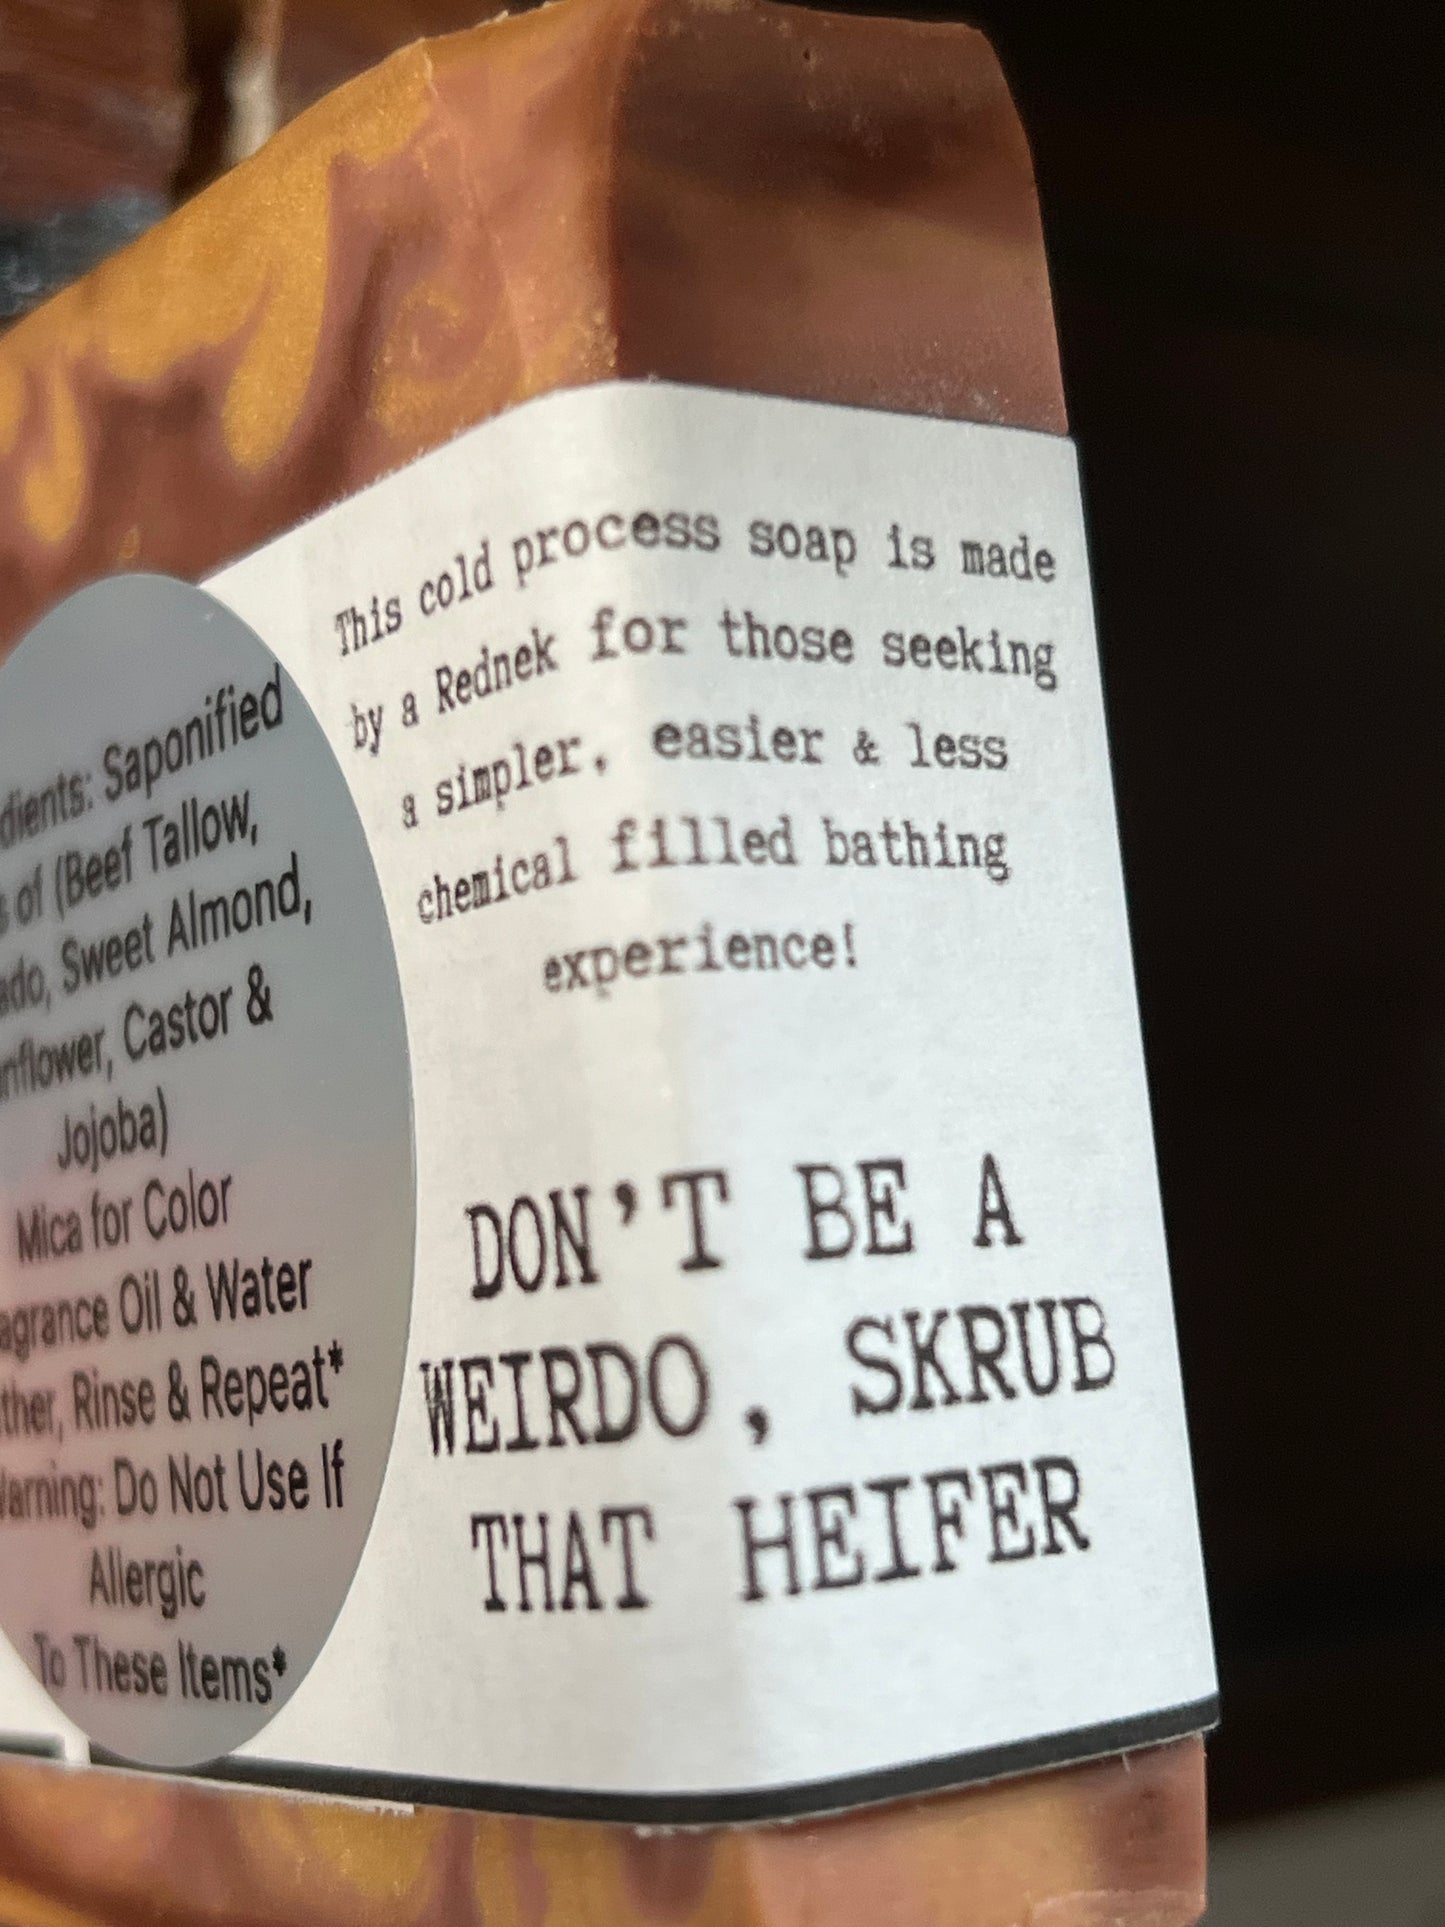 This cold process soap is made
by a Rednek for those seeking
a simpler, easier & less
chemical filled bathing
experience!
DON'T BE A
WEIRDO, SKRUB
THAT HEIFER
dients: Saponified
of (Beef Tallow,
ado, Sweet Almond,
nflower, Castor &
Jojoba)
Mica for Color
agrance Oil & Water
ther, Rinse & Repeat*
arning: Do Not Use If
Allergic
To These Items*